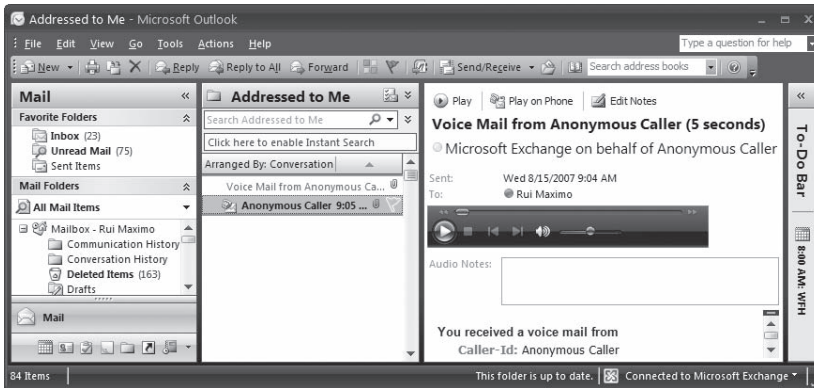 Addressed to Me - Microsoft Outlook
File Edit View Go Tools Actions Help
Type a question for help
New Reply Reply to All Forward Send/Receive Search address books
Mail
Favorite Folders
Inbox (23)
Unread Mail (75)
Sent Items
Mail Folders
All Mail Items
Mailbox - Rui Maximo
Communication History
Conversation History
Deleted Items (163)
Drafts
Mail
Addressed to Me
Search Addressed to Me
Click here to enable Instant Search
Arranged By: Conversation
Voice Mail from Anonymous Ca...
Anonymous Caller 9:05 ...
Play Play on Phone Edit Notes
Voice Mail from Anonymous Caller (5 seconds)
Microsoft Exchange on behalf of Anonymous Caller
Sent: Wed 8/15/2007 9:04 AM
To: Rui Maximo
Audio Notes:
You received a voice mail from
Caller-Id: Anonymous Caller
To-Do Bar
8:00 AM: WFH
84 Items
This folder is up to date. Connected to Microsoft Exchange